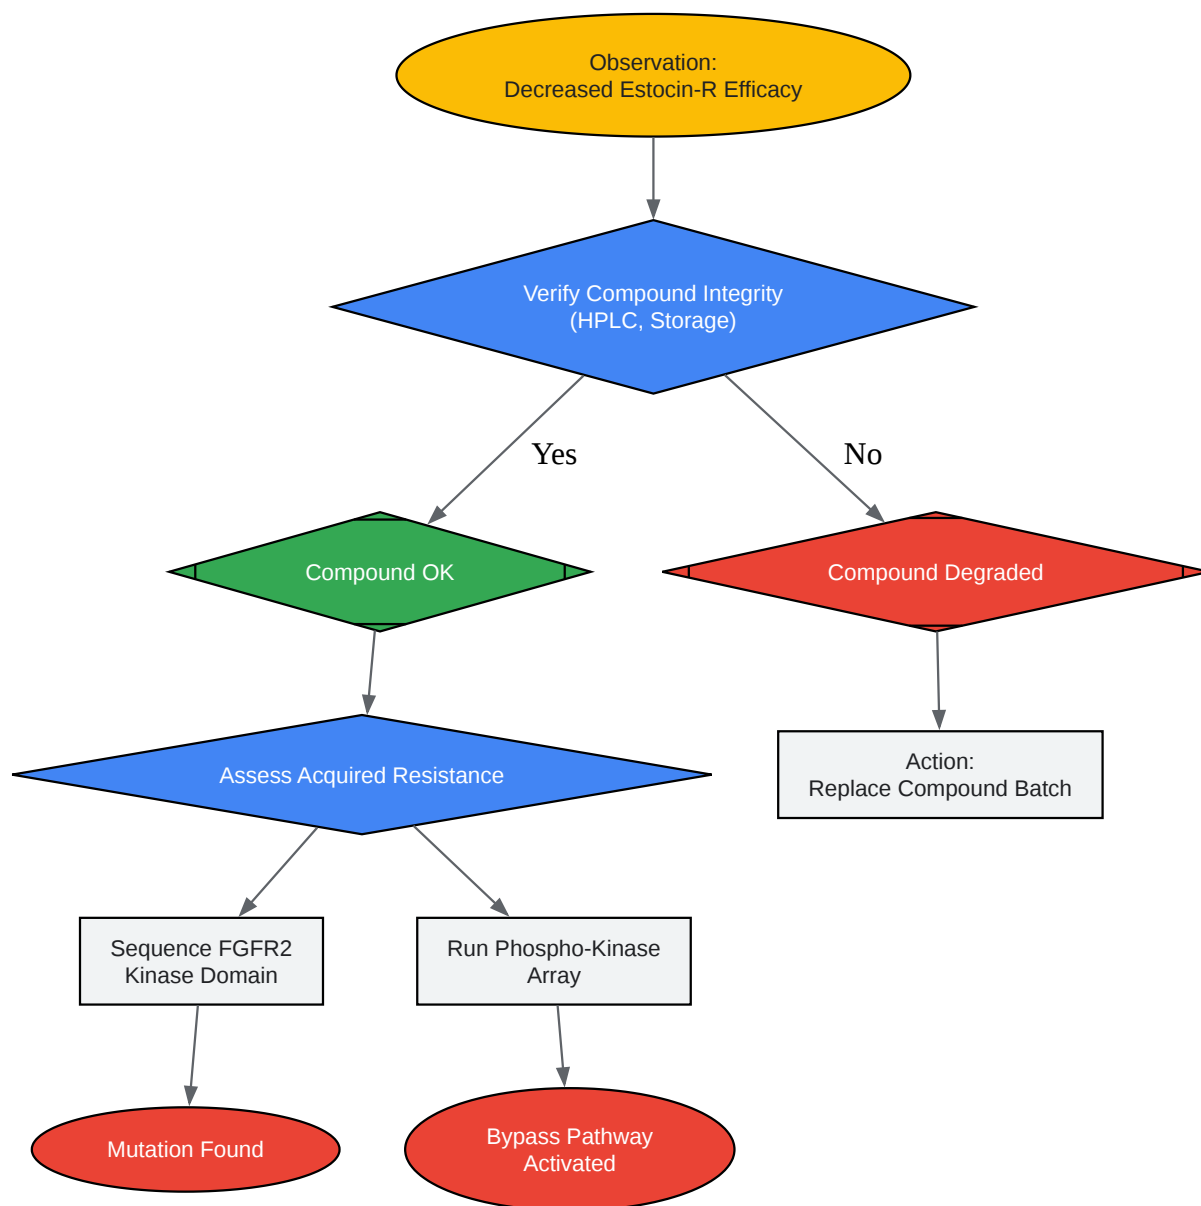 Observation:
Decreased Estocin-R Efficacy
Verify Compound Integrity
(HPLC, Storage)
Yes
No
Compound OK
Compound Degraded
Assess Acquired Resistance
Action:
Replace Compound Batch
Sequence FGFR2
Kinase Domain
Run Phospho-Kinase
Array
Mutation Found
Bypass Pathway
Activated